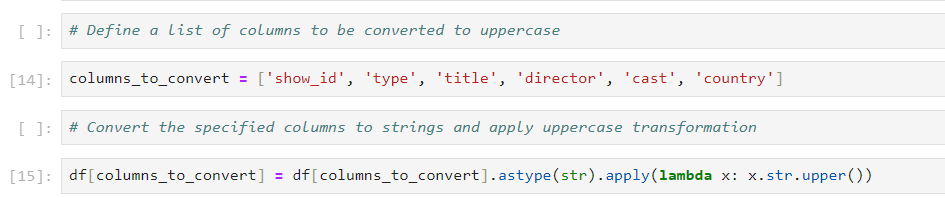 [ ]: # Define a list of columns to be converted to uppercase
[14]: columns_to_convert = ['show_id', 'type', 'title', 'director', 'cast', 'country']
[ ]: # Convert the specified columns to strings and apply uppercase transformation
[15]: df[columns_to_convert] = df[columns_to_convert].astype(str).apply(lambda x: x.str.upper())